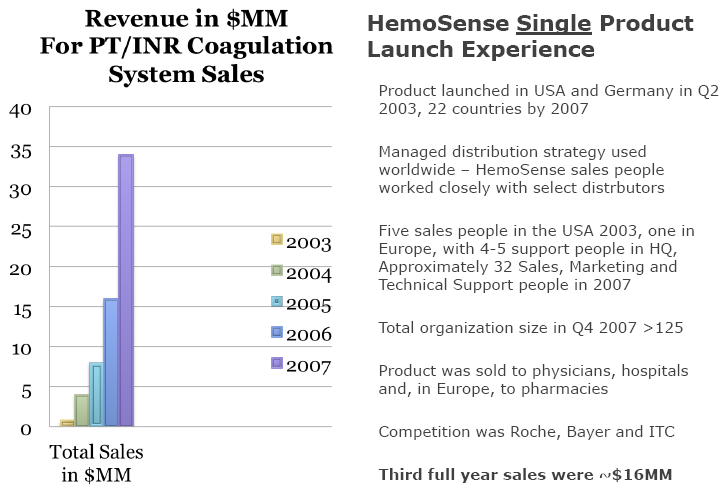 Revenue in $MM
For PT/INR Coagulation
System Sales
40
35
30
25
20
15
10
5
0
2003
2004
2005
2006
2007
Total Sales
in $MM
HemoSense Single Product
Launch Experience
Product launched in USA and Germany in Q2
2003, 22 countries by 2007
Managed distribution strategy used
worldwide – HemoSense sales people
worked closely with select distrbutors
Five sales people in the USA 2003, one in
Europe, with 4-5 support people in HQ,
Approximately 32 Sales, Marketing and
Technical Support people in 2007
Total organization size in Q4 2007 >125
Product was sold to physicians, hospitals
and, in Europe, to pharmacies
Competition was Roche, Bayer and ITC
Third full year sales were ~$16MM